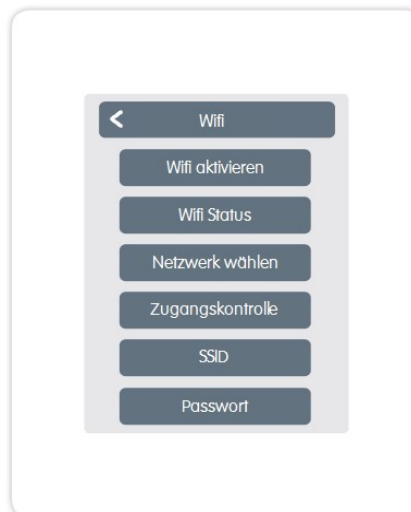 Wifi
Wifi aktivieren
Wifi Status
Netzwerk wählen
Zugangskontrolle
SSID
Passwort